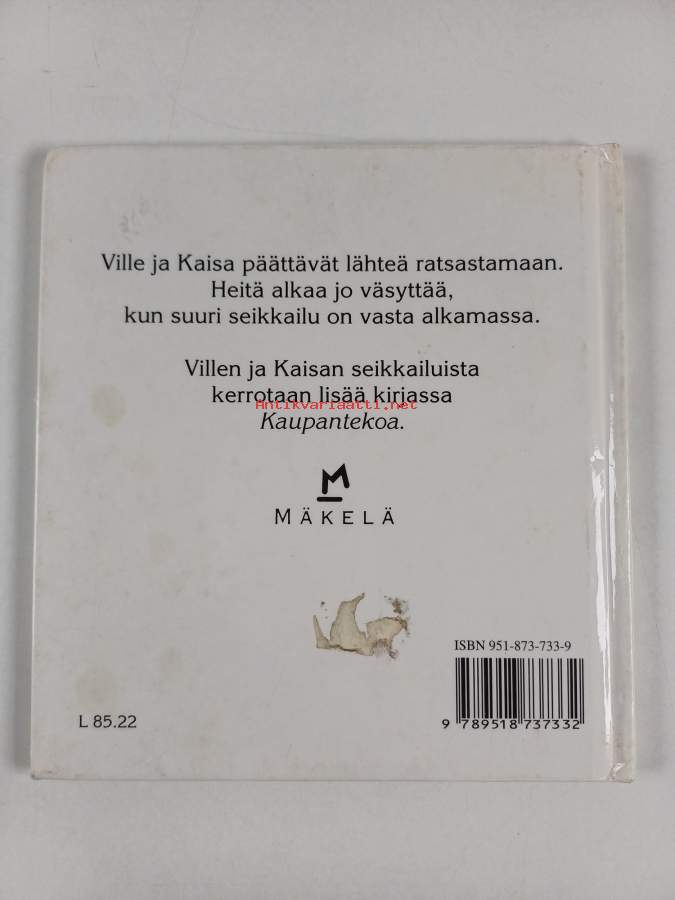 Ville ja Kaisa päättävät lähteä ratsastamaan.
Heitä alkaa jo väsyttää,
kun suuri seikkailu on vasta alkamassa.
Villen ja Kaisan seikkailuista
kerrotaan lisää kirjassa
Antikvariaatti.net
Kaupantekoa.
M
MÄKELÄ
ISBN 951-873-733-9
L 85.22
9 789518 737332